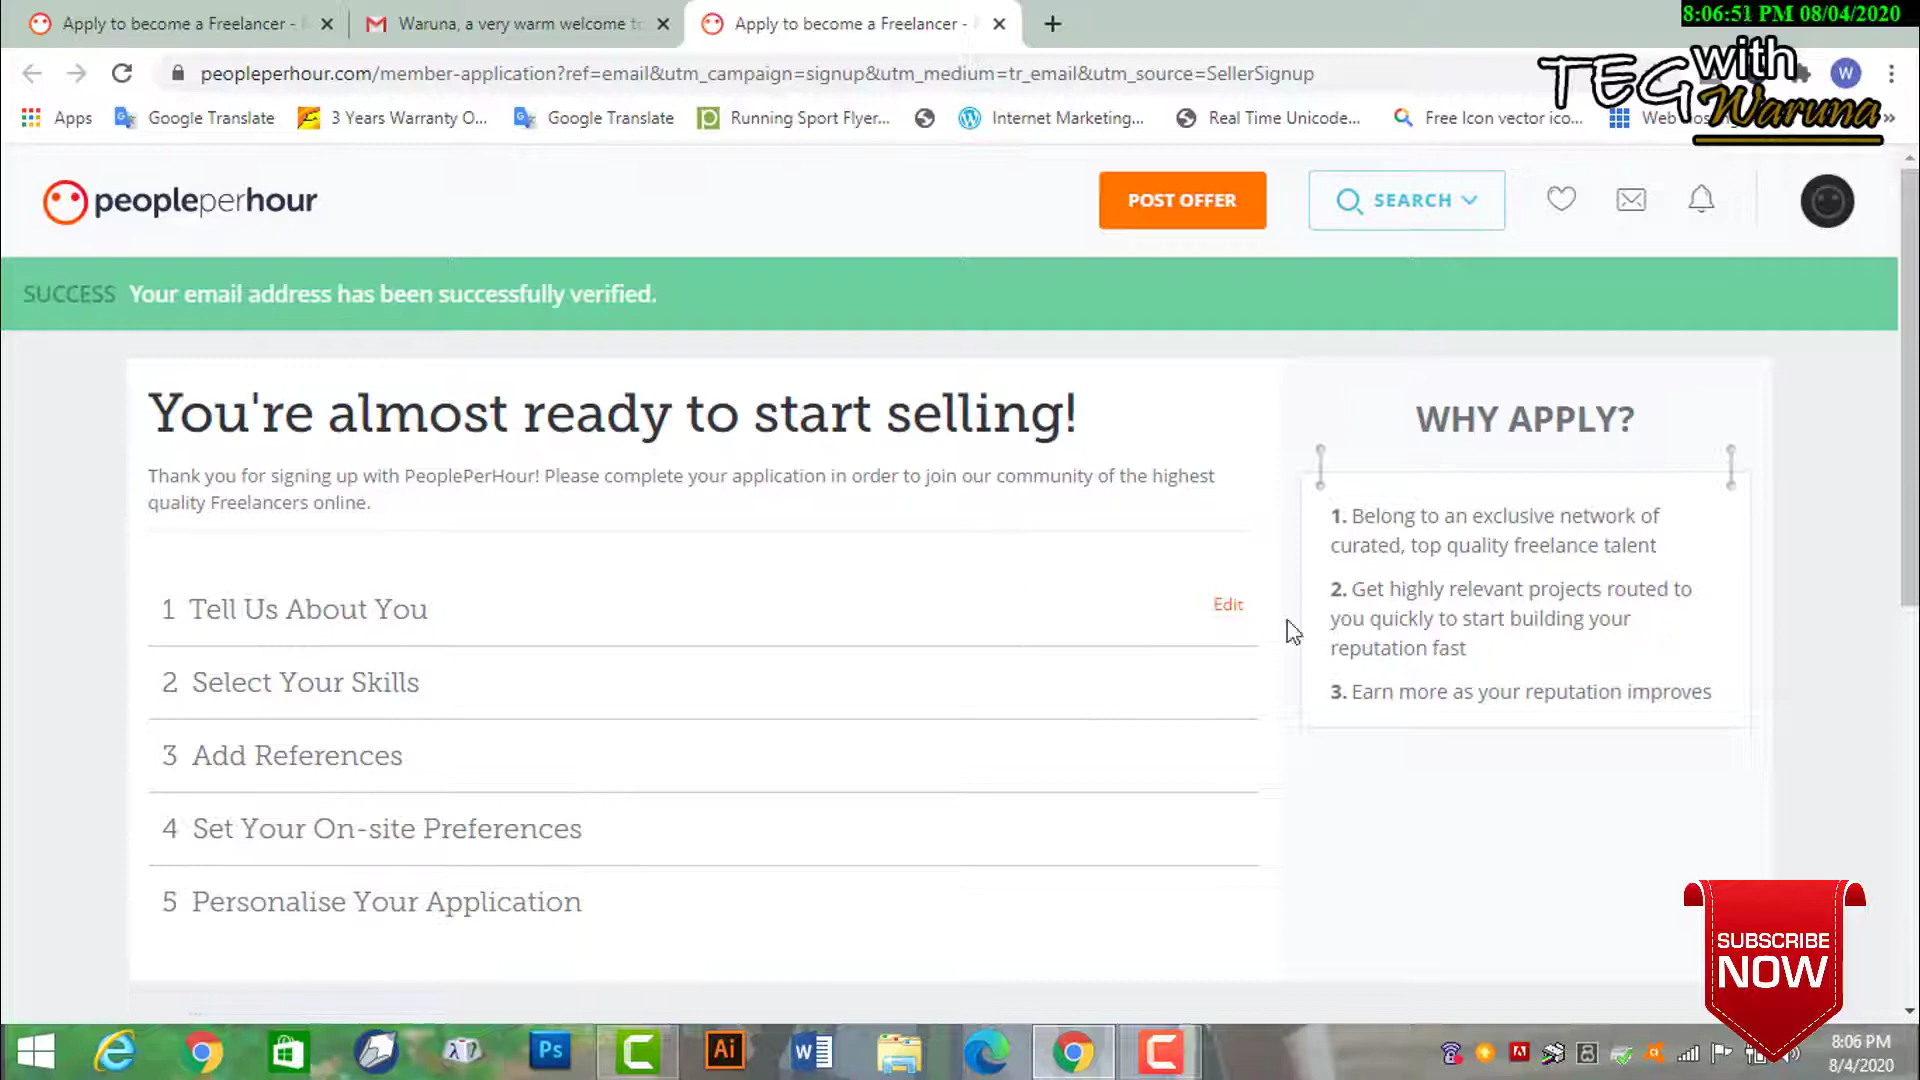 8:06:51 PM 08/04/2020
Apply to become a Freelancer -
Waruna, a very warm welcome to
Apply to become a Freelancer -
peopleperhour.com/member-application?ref=email&utm_campaign=signup&utm_medium=tr_email&utm_source=SellerSignup
W
TEG with
Waruna
Apps
Google Translate
3 Years Warranty O...
Google Translate
Running Sport Flyer...
Internet Marketing...
Real Time Unicode...
Free Icon vector ico...
peopleperhour
POST OFFER
SEARCH
SUCCESS Your email address has been successfully verified.
You're almost ready to start selling!
Thank you for signing up with PeoplePerHour! Please complete your application in order to join our community of the highest
quality Freelancers online.
1 Tell Us About You
Edit
2 Select Your Skills
3 Add References
4 Set Your On-site Preferences
5 Personalise Your Application
WHY APPLY?
1. Belong to an exclusive network of
curated, top quality freelance talent
2. Get highly relevant projects routed to
you quickly to start building your
reputation fast
3. Earn more as your reputation improves
SUBSCRIBE
NOW
Ps
Ai
8:06 PM
8/4/2020